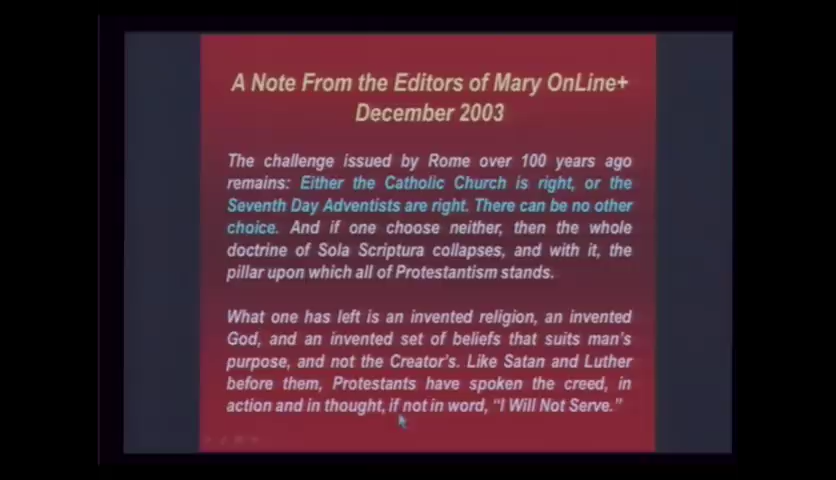 A Note From the Editors of Mary OnLine+
December 2003
The challenge issued by Rome over 100 years ago
remains: Either the Catholic Church is right, or the
Seventh Day Adventists are right. There can be no other
choice. And if one choose neither, then the whole
doctrine of Sola Scriptura collapses, and with it, the
pillar upon which all of Protestantism stands.
What one has left is an invented religion, an invented
God, and an invented set of beliefs that suits man's
purpose, and not the Creator's. Like Satan and Luther
before them, Protestants have spoken the creed, in
action and in thought, if not in word, "I Will Not Serve."